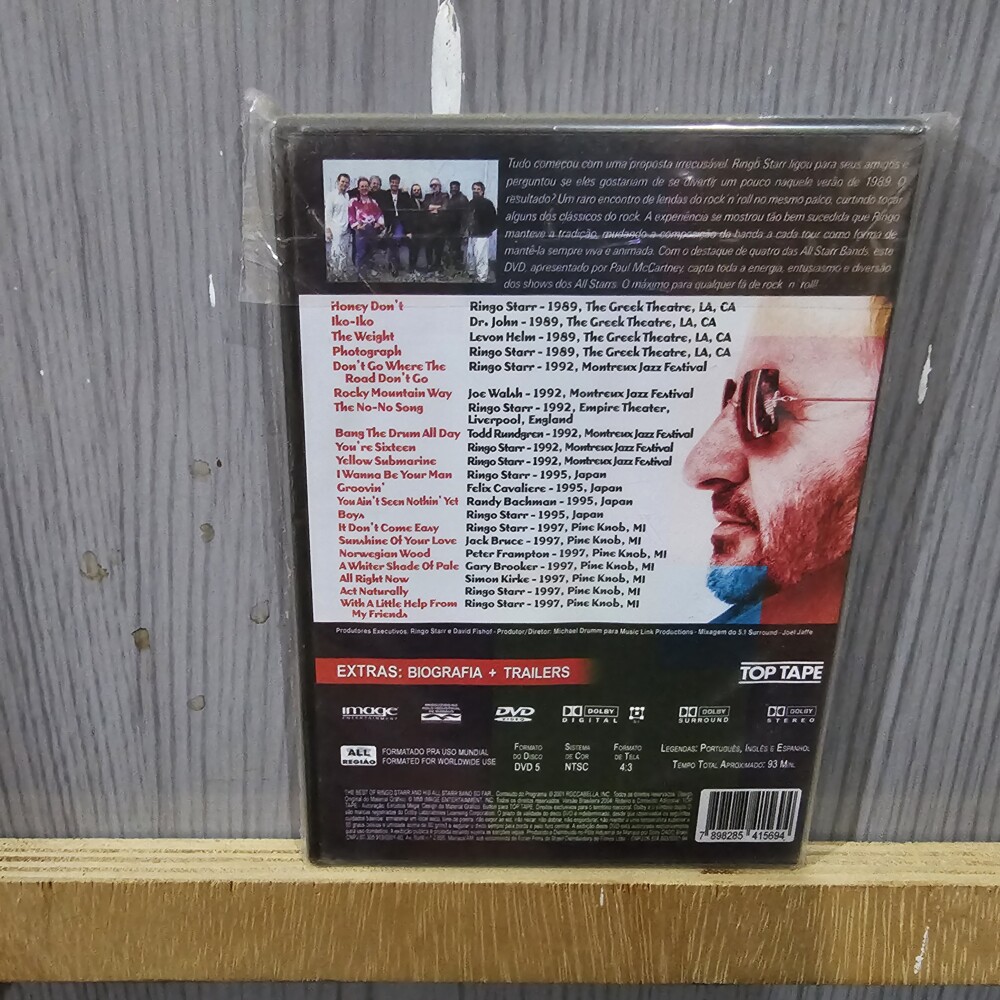 Tudo começou com uma proposta irrecusável. Ringo Starr ligou para seus amigos e
perguntou se eles gostariam de se divertir um pouco naquele verão de 1989. O
resultado? Um raro encontro de lendas do rock n'roll no mesmo palco, curtindo tocar
alguns dos clássicos do rock. A experiência se mostrou tão bem sucedida que Ringo
manteve a tradição, mudando a composição da banda a cada tour como forma de
mantê-la sempre viva e animada. Com o destaque de quatro das All Starr Bands, este
DVD, apresentado por Paul McCartney, capta toda a energia, entusiasmo e diversão
dos shows dos All Starrs. O máximo para qualquer fã de rock n roll!
Honey Don't Ringo Starr - 1989, The Greek Theatre, LA, CA
Iko-Iko Dr. John - 1989, The Greek Theatre, LA, CA
The Weight Levon Helm - 1989, The Greek Theatre, LA, CA
Photograph Ringo Starr - 1989, The Greek Theatre, LA, CA
Don't Go Where The Ringo Starr - 1992, Montreux Jazz Festival
Road Don't Go
Rocky Mountain Way Joe Walsh - 1992, Montreux Jazz Festival
The No-No Song Ringo Starr - 1992, Empire Theater,
Liverpool, England
Bang The Drum All Day Todd Rundgren - 1992, Montreux Jazz Festival
You're Sixteen Ringo Starr - 1992, Montreux Jazz Festival
Yellow Submarine Ringo Starr - 1992, Montreux Jazz Festival
I Wanna Be Your Man Ringo Starr - 1995, Japan
Groovin' Felix Cavaliere - 1995, Japan
You Ain't Seen Nothin' Yet Randy Bachman - 1995, Japan
Boys Ringo Starr - 1995, Japan
It Don't Come Easy Ringo Starr - 1997, Pine Knob, MI
Sunshine Of Your Love Jack Bruce - 1997, Pine Knob, MI
Norwegian Wood Peter Frampton - 1997, Pine Knob, MI
A Whiter Shade Of Pale Gary Brooker - 1997, Pine Knob, MI
All Right Now Simon Kirke - 1997, Pine Knob, MI
Act Naturally Ringo Starr - 1997, Pine Knob, MI
With A Little Help From Ringo Starr - 1997, Pine Knob, MI
My Friends
Produtores Executivos: Ringo Starr e David Fishof - Produtor/Diretor: Michael Drumm para Music Link Productions - Mixagem do 5.1 Surround - Joel Jaffe
EXTRAS: BIOGRAFIA + TRAILERS
TOP TAPE
image ENTERTAINMENT
DVD VIDEO
DOLBY DIGITAL
DOLBY SURROUND
DOLBY STEREO
ALL REGIÃO
FORMATADO PRA USO MUNDIAL
FORMATED FOR WORLDWIDE USE
FORMATO DO DISCO DVD 5
SISTEMA DE COR NTSC
FORMATO DE TELA 4:3
LEGENDAS: PORTUGUÊS, INGLÊS E ESPANHOL
TEMPO TOTAL APROXIMADO: 93 MIN.
THE BEST OF RINGO STARR AND HIS ALL STARR BAND SO FAR.
7 898285 415694